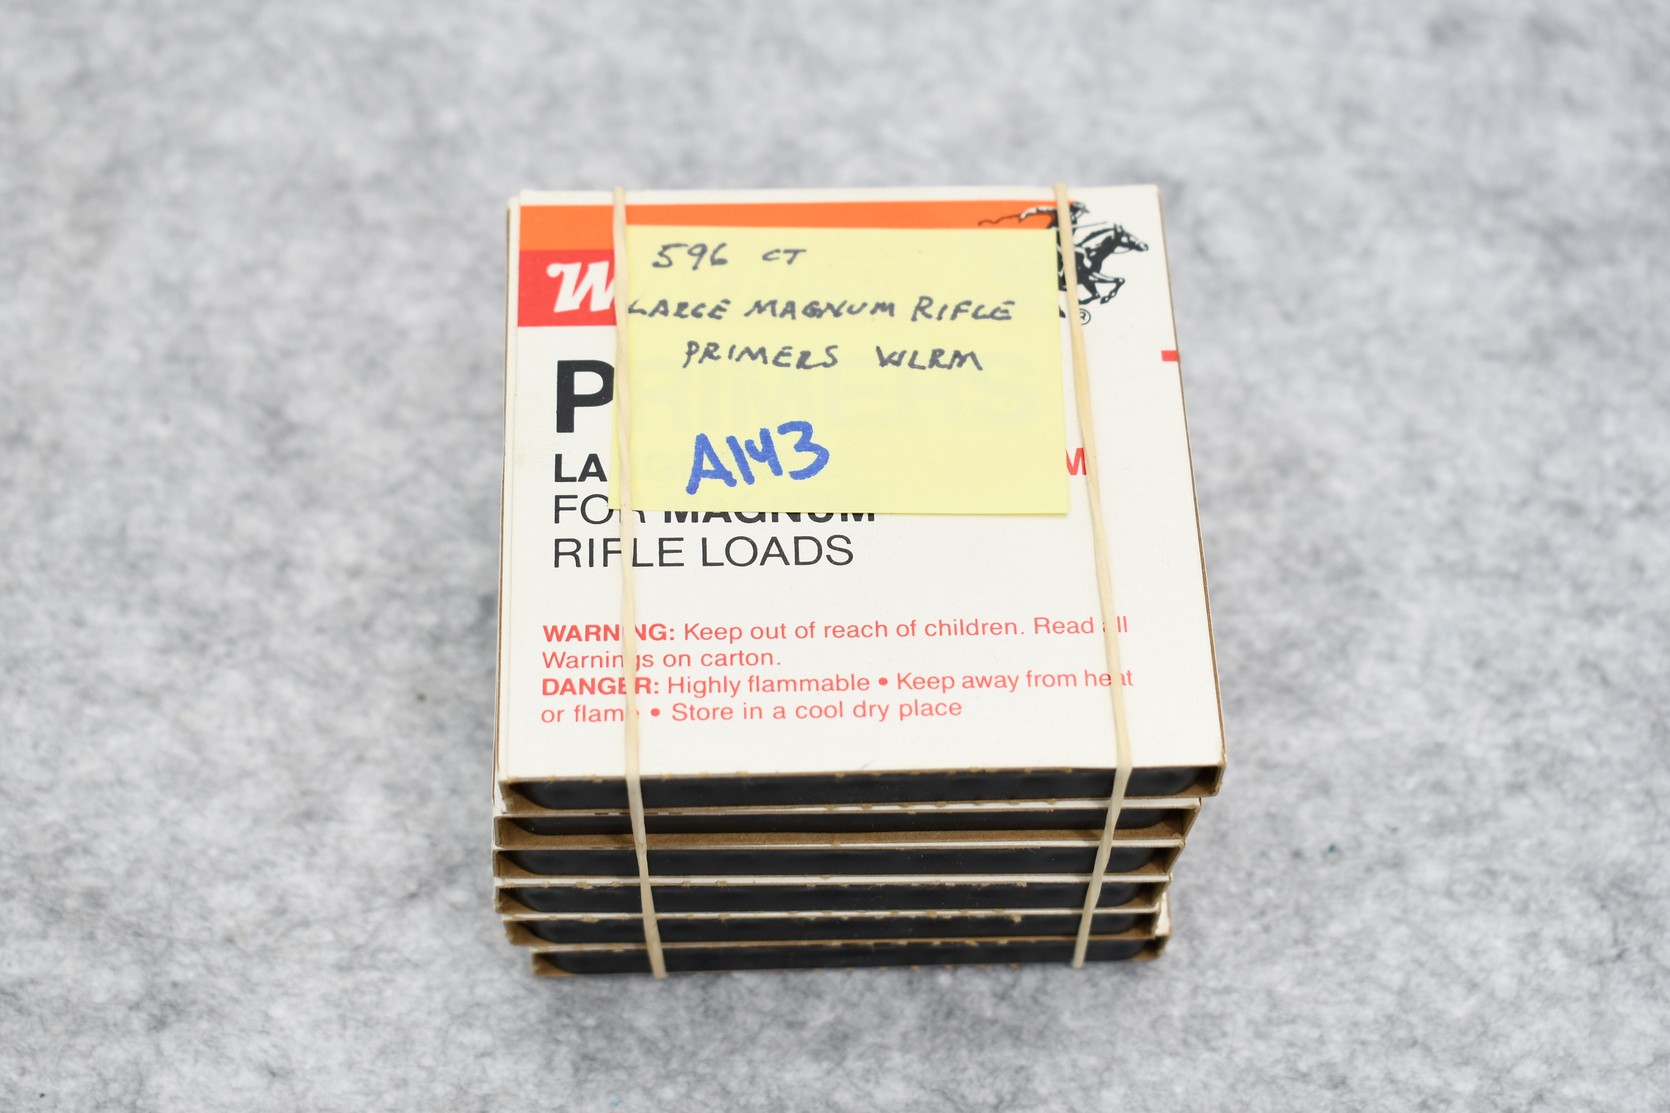 596 CT
LARGE MAGNUM RIFLE
PRIMERS WLRM
A143
W
®
P
LA M
FOR MAGNUM
RIFLE LOADS
WARNING: Keep out of reach of children. Read all
Warnings on carton.
DANGER: Highly flammable • Keep away from heat
or flame • Store in a cool dry place